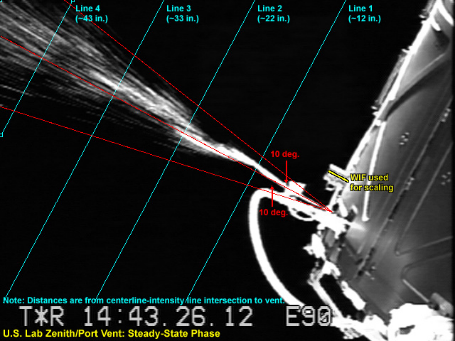 Line 4
(~43 in.)
Line 3
(~33 in.)
Line 2
(~22 in.)
Line 1
(~12 in.)
10 deg.
WIF used
for scaling
10 deg.
Note: Distances are from centerline-intensity line intersection to vent.
T*R 14:43.26.12 E90
U.S. Lab Zenith/Port Vent: Steady-State Phase